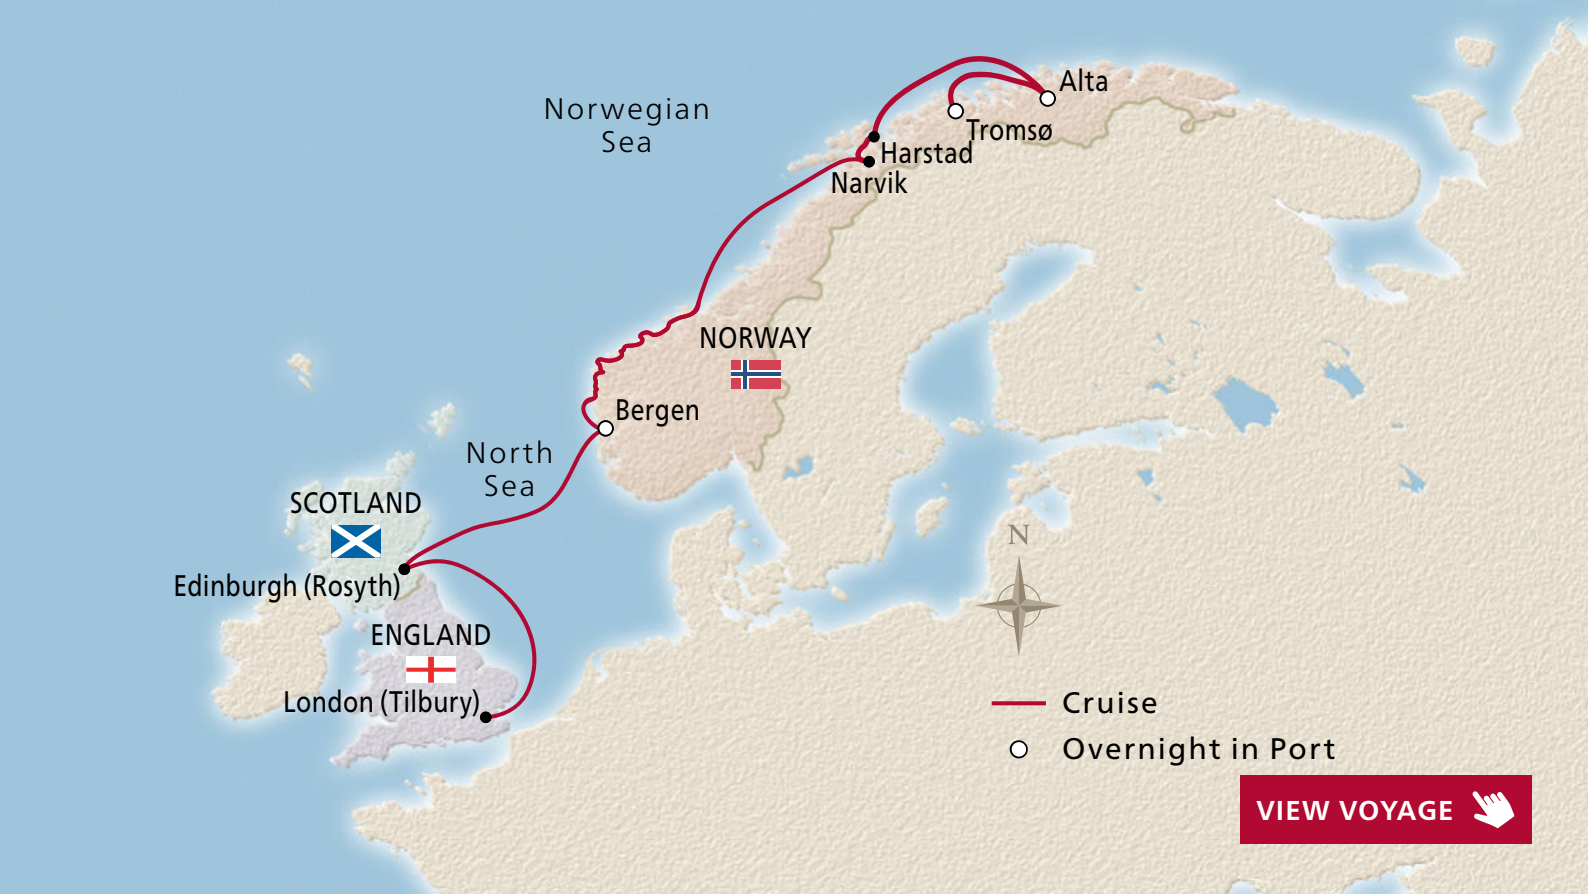 Norwegian
Sea
Alta
Tromsø
Harstad
Narvik
NORWAY
Bergen
North
Sea
SCOTLAND
Edinburgh (Rosyth)
ENGLAND
London (Tilbury)
N
Cruise
Overnight in Port
VIEW VOYAGE